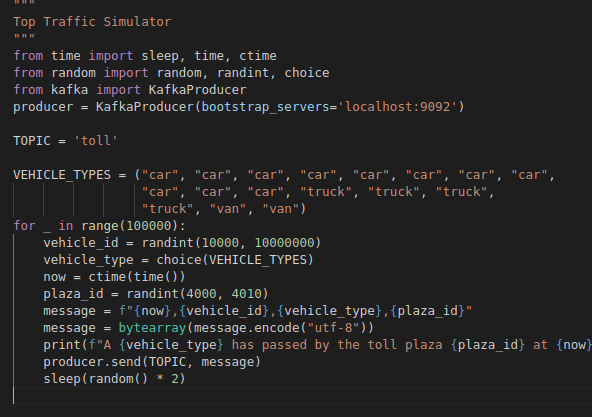 """
Top Traffic Simulator
"""
from time import sleep, time, ctime
from random import random, randint, choice
from kafka import KafkaProducer
producer = KafkaProducer(bootstrap_servers='localhost:9092')

TOPIC = 'toll'

VEHICLE_TYPES = ("car", "car", "car", "car", "car", "car", "car", "car",
                 "car", "car", "car", "truck", "truck", "truck",
                 "truck", "van", "van")
for _ in range(100000):
    vehicle_id = randint(10000, 10000000)
    vehicle_type = choice(VEHICLE_TYPES)
    now = ctime(time())
    plaza_id = randint(4000, 4010)
    message = f"{now},{vehicle_id},{vehicle_type},{plaza_id}"
    message = bytearray(message.encode("utf-8"))
    print(f"A {vehicle_type} has passed by the toll plaza {plaza_id} at {now}
    producer.send(TOPIC, message)
    sleep(random() * 2)